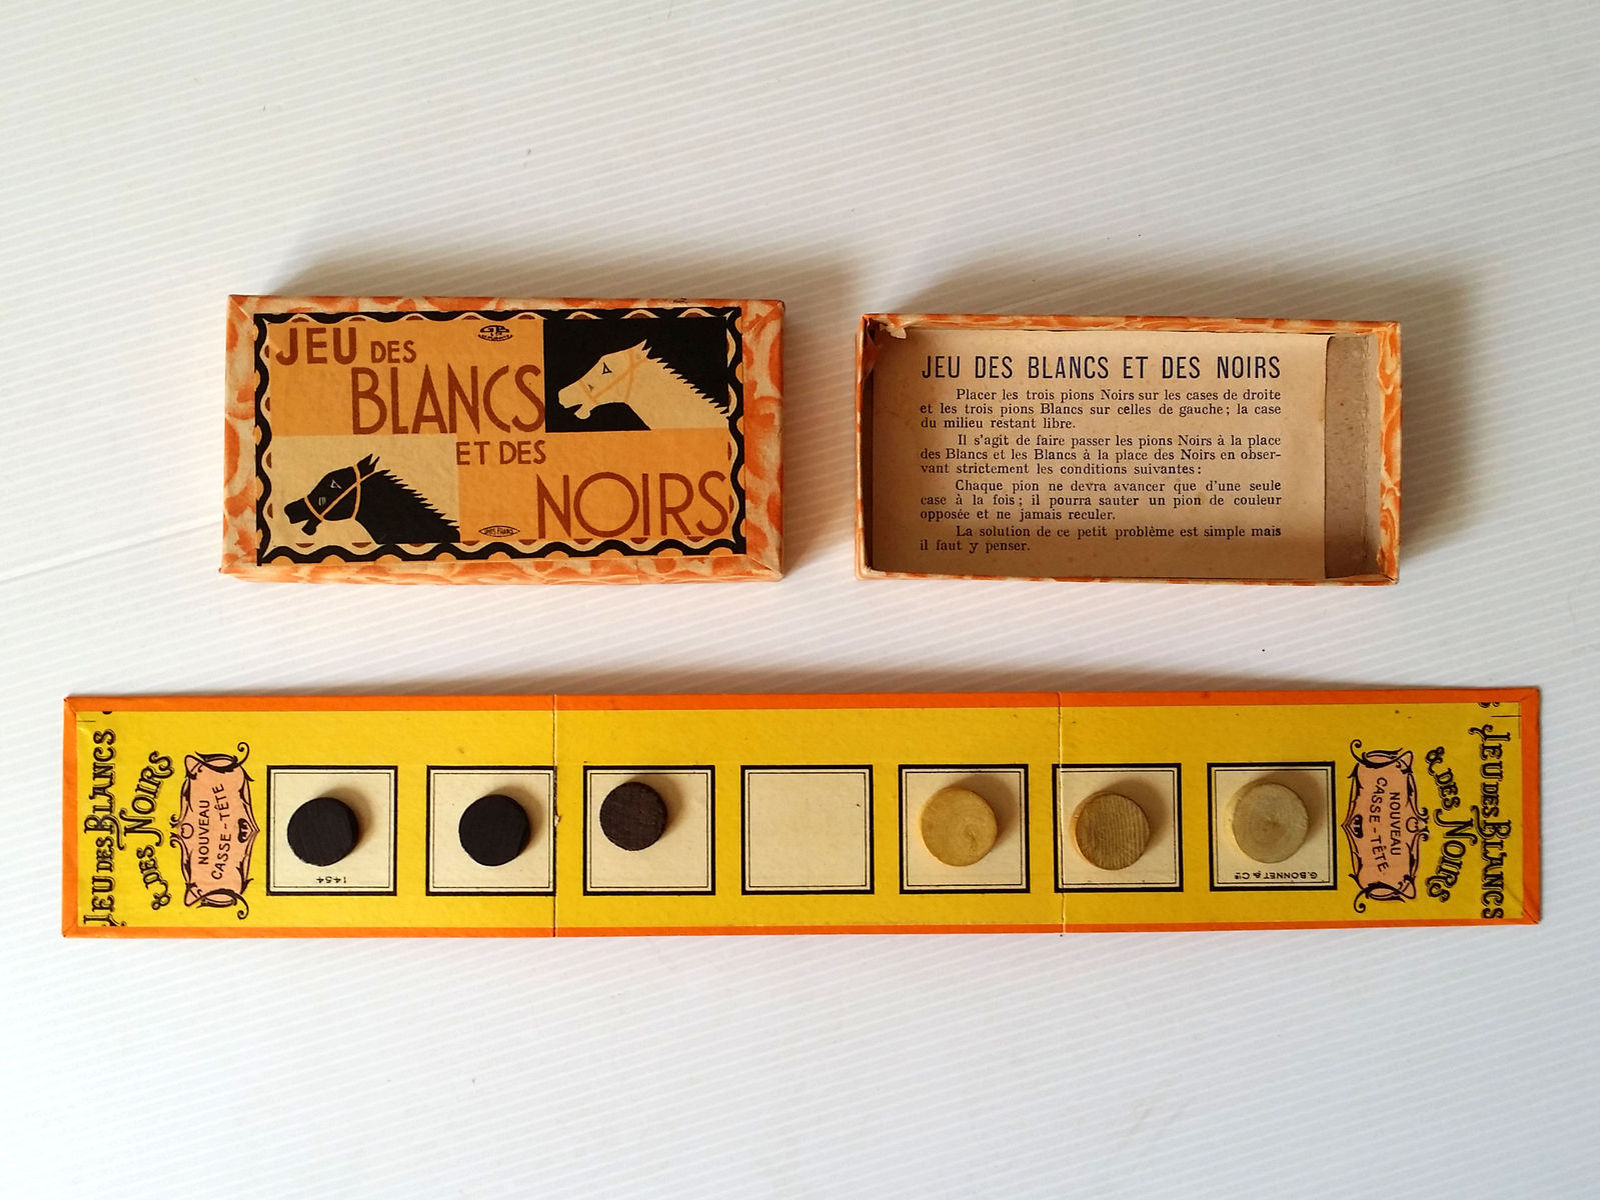 JEU DES
BLANCS
ET DES
NOIRS
JEU DES BLANCS ET DES NOIRS
Placer les trois pions Noirs sur les cases de droite
et les trois pions Blancs sur celles de gauche; la case
du milieu restant libre.
Il s'agit de faire passer les pions Noirs à la place
des Blancs et les Blancs à la place des Noirs en obser-
vant strictement les conditions suivantes:
Chaque pion ne devra avancer que d'une seule
case à la fois; il pourra sauter un pion de couleur
opposée et ne jamais reculer.
La solution de ce petit problème est simple mais
il faut y penser.
JEU DES BLANCS
& DES NOIRS
NOUVEAU
CASSE-TÊTE
1454
G. BONNET & Cie
NOUVEAU
CASSE-TÊTE
JEU DES BLANCS
& DES NOIRS